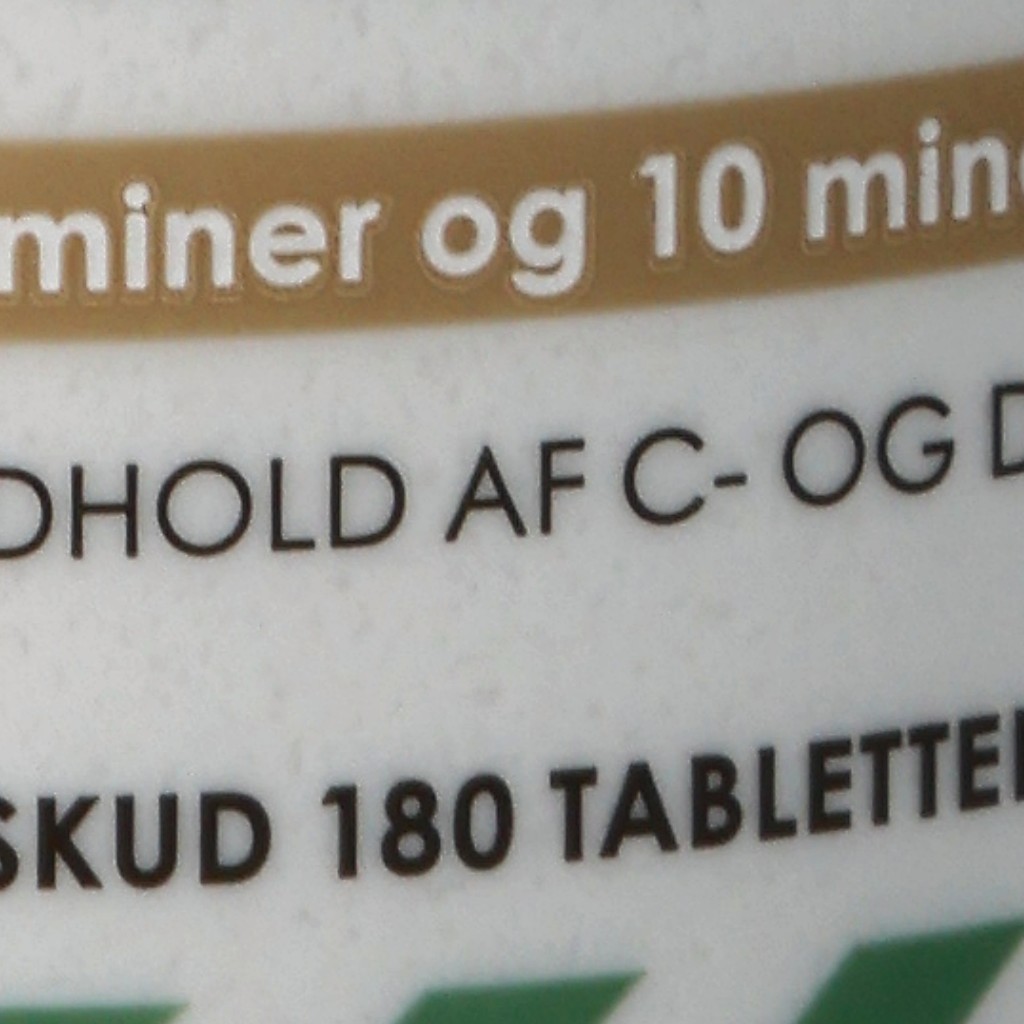 miner og 10 min
DHOLD AF C- OG D
SKUD 180 TABLETTE